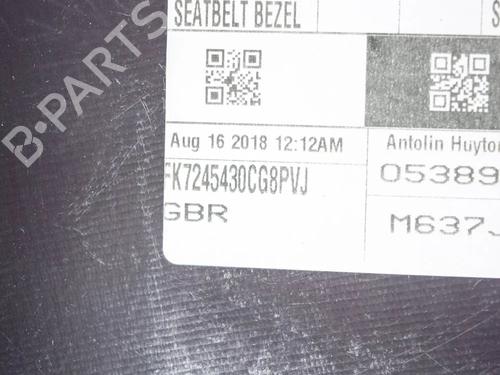 SEATBELT BEZEL
B-PARTS
Aug 16 2018 12:12AM
Antolin Huyton
FK7245430CG8PVJ
05389
GBR
M637J